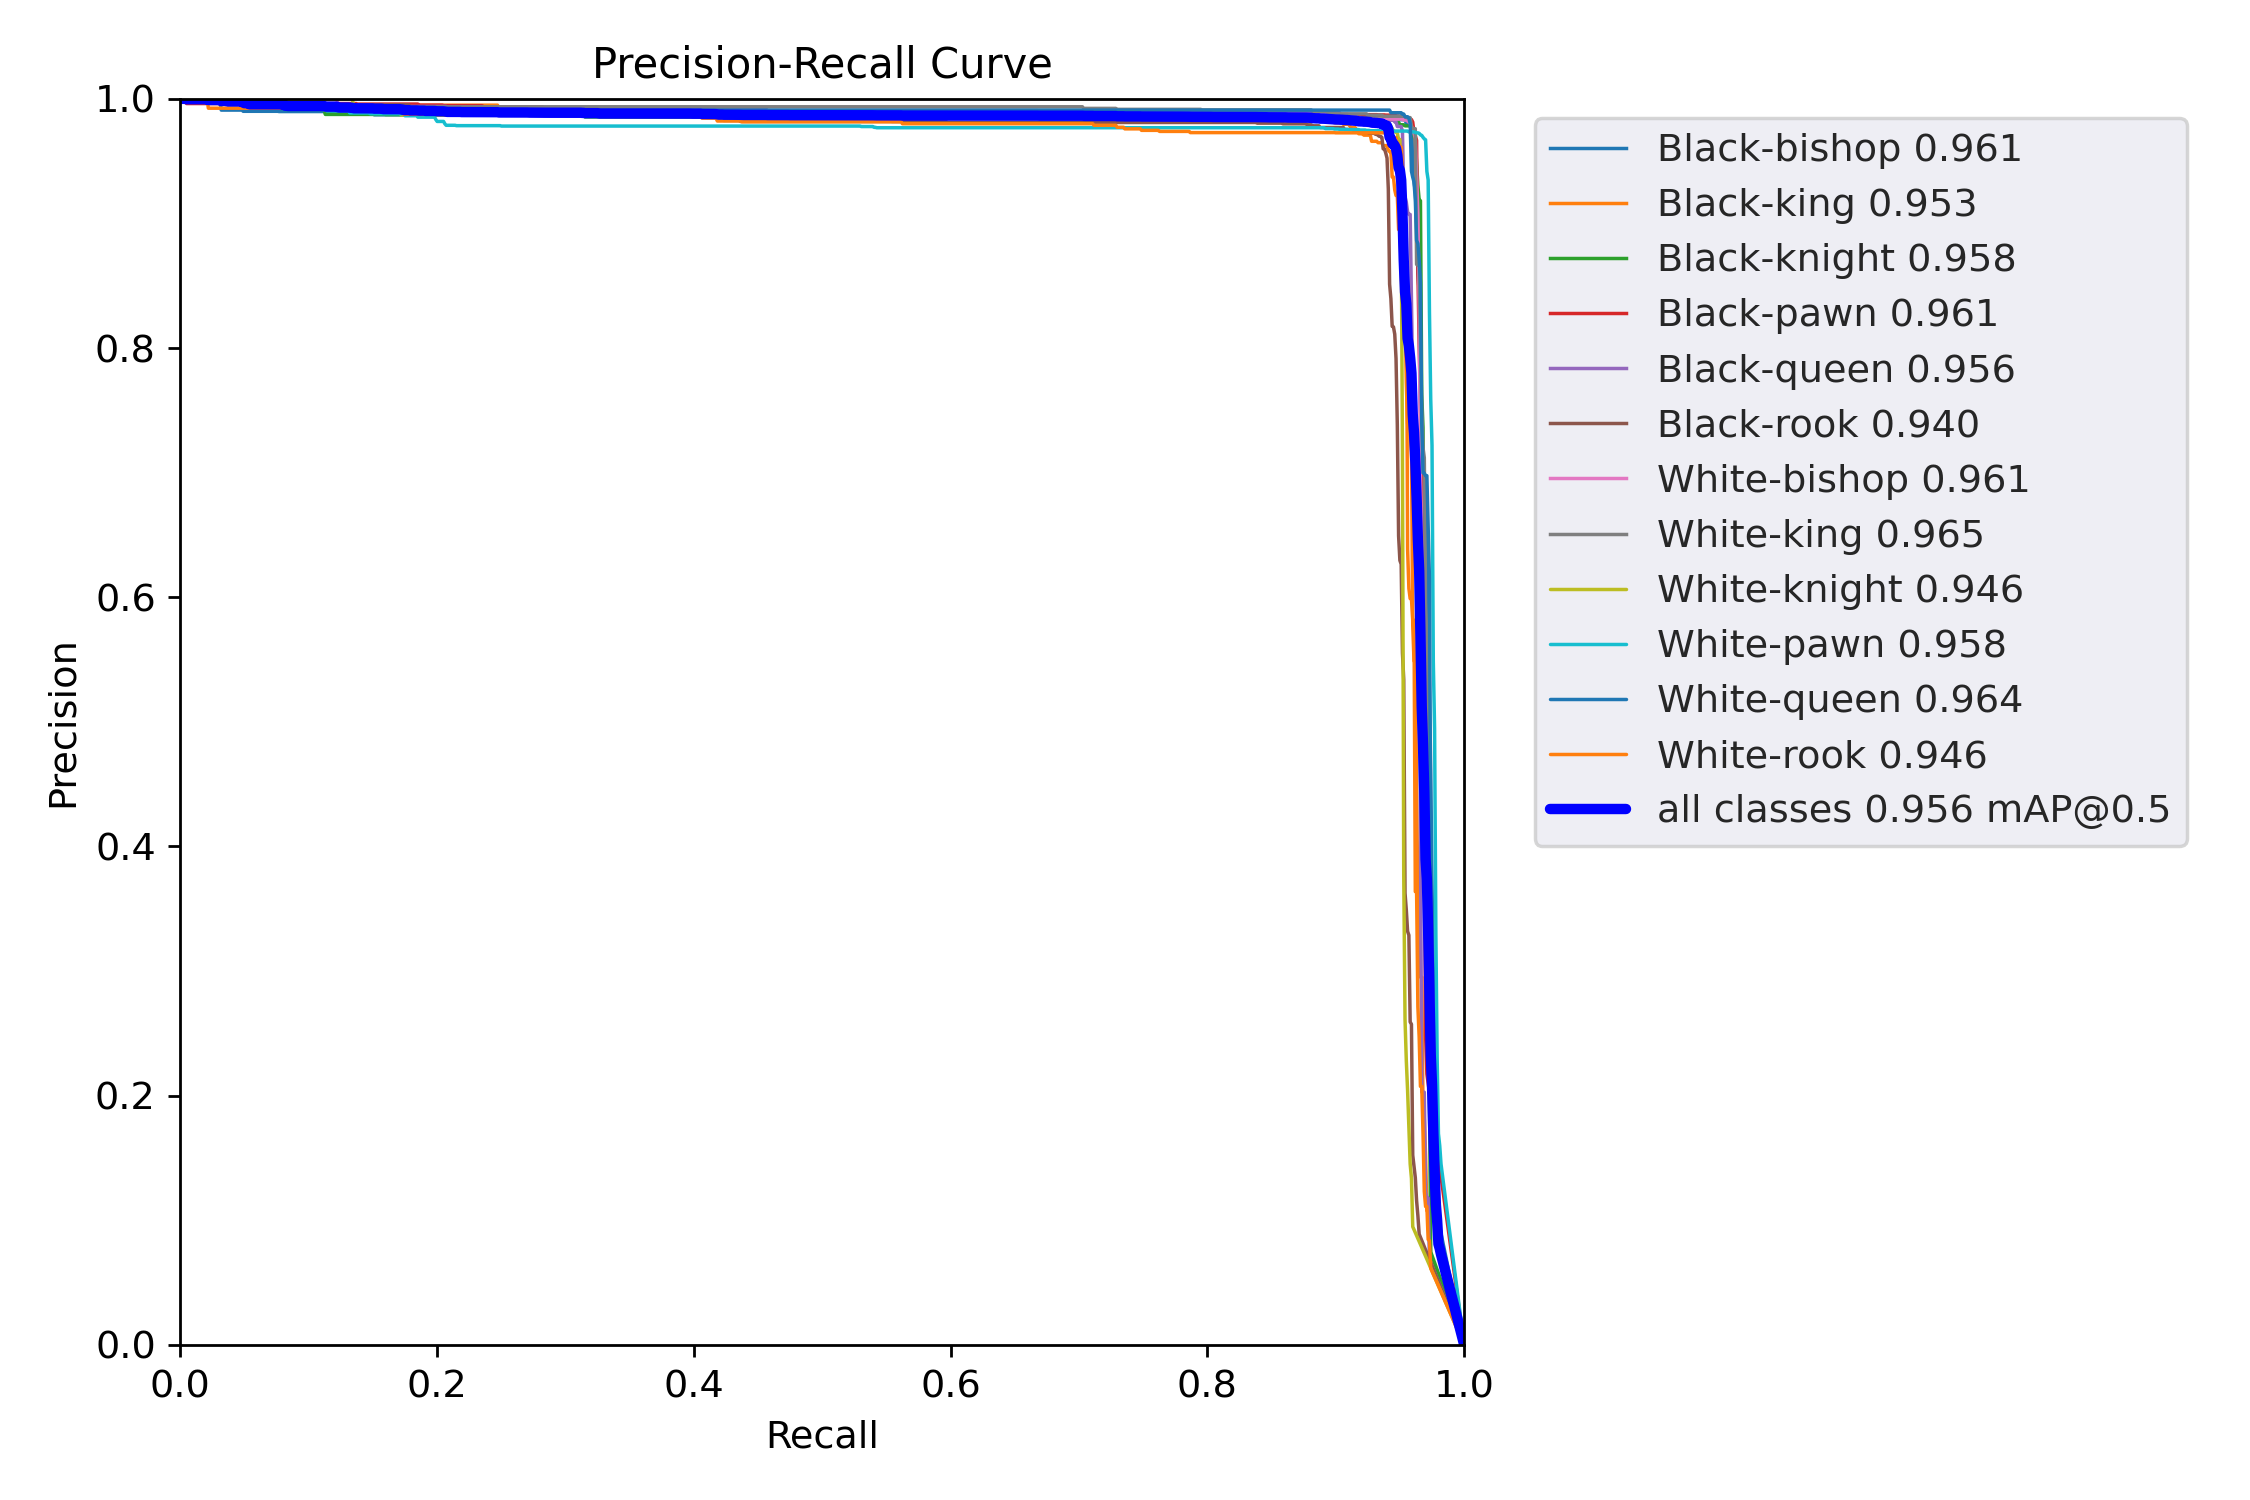 Precision-Recall Curve
1.0
0.8
0.6
0.4
0.2
0.0
Precision
0.0 0.2 0.4 0.6 0.8 1.0
Recall
Black-bishop 0.961
Black-king 0.953
Black-knight 0.958
Black-pawn 0.961
Black-queen 0.956
Black-rook 0.940
White-bishop 0.961
White-king 0.965
White-knight 0.946
White-pawn 0.958
White-queen 0.964
White-rook 0.946
all classes 0.956 mAP@0.5